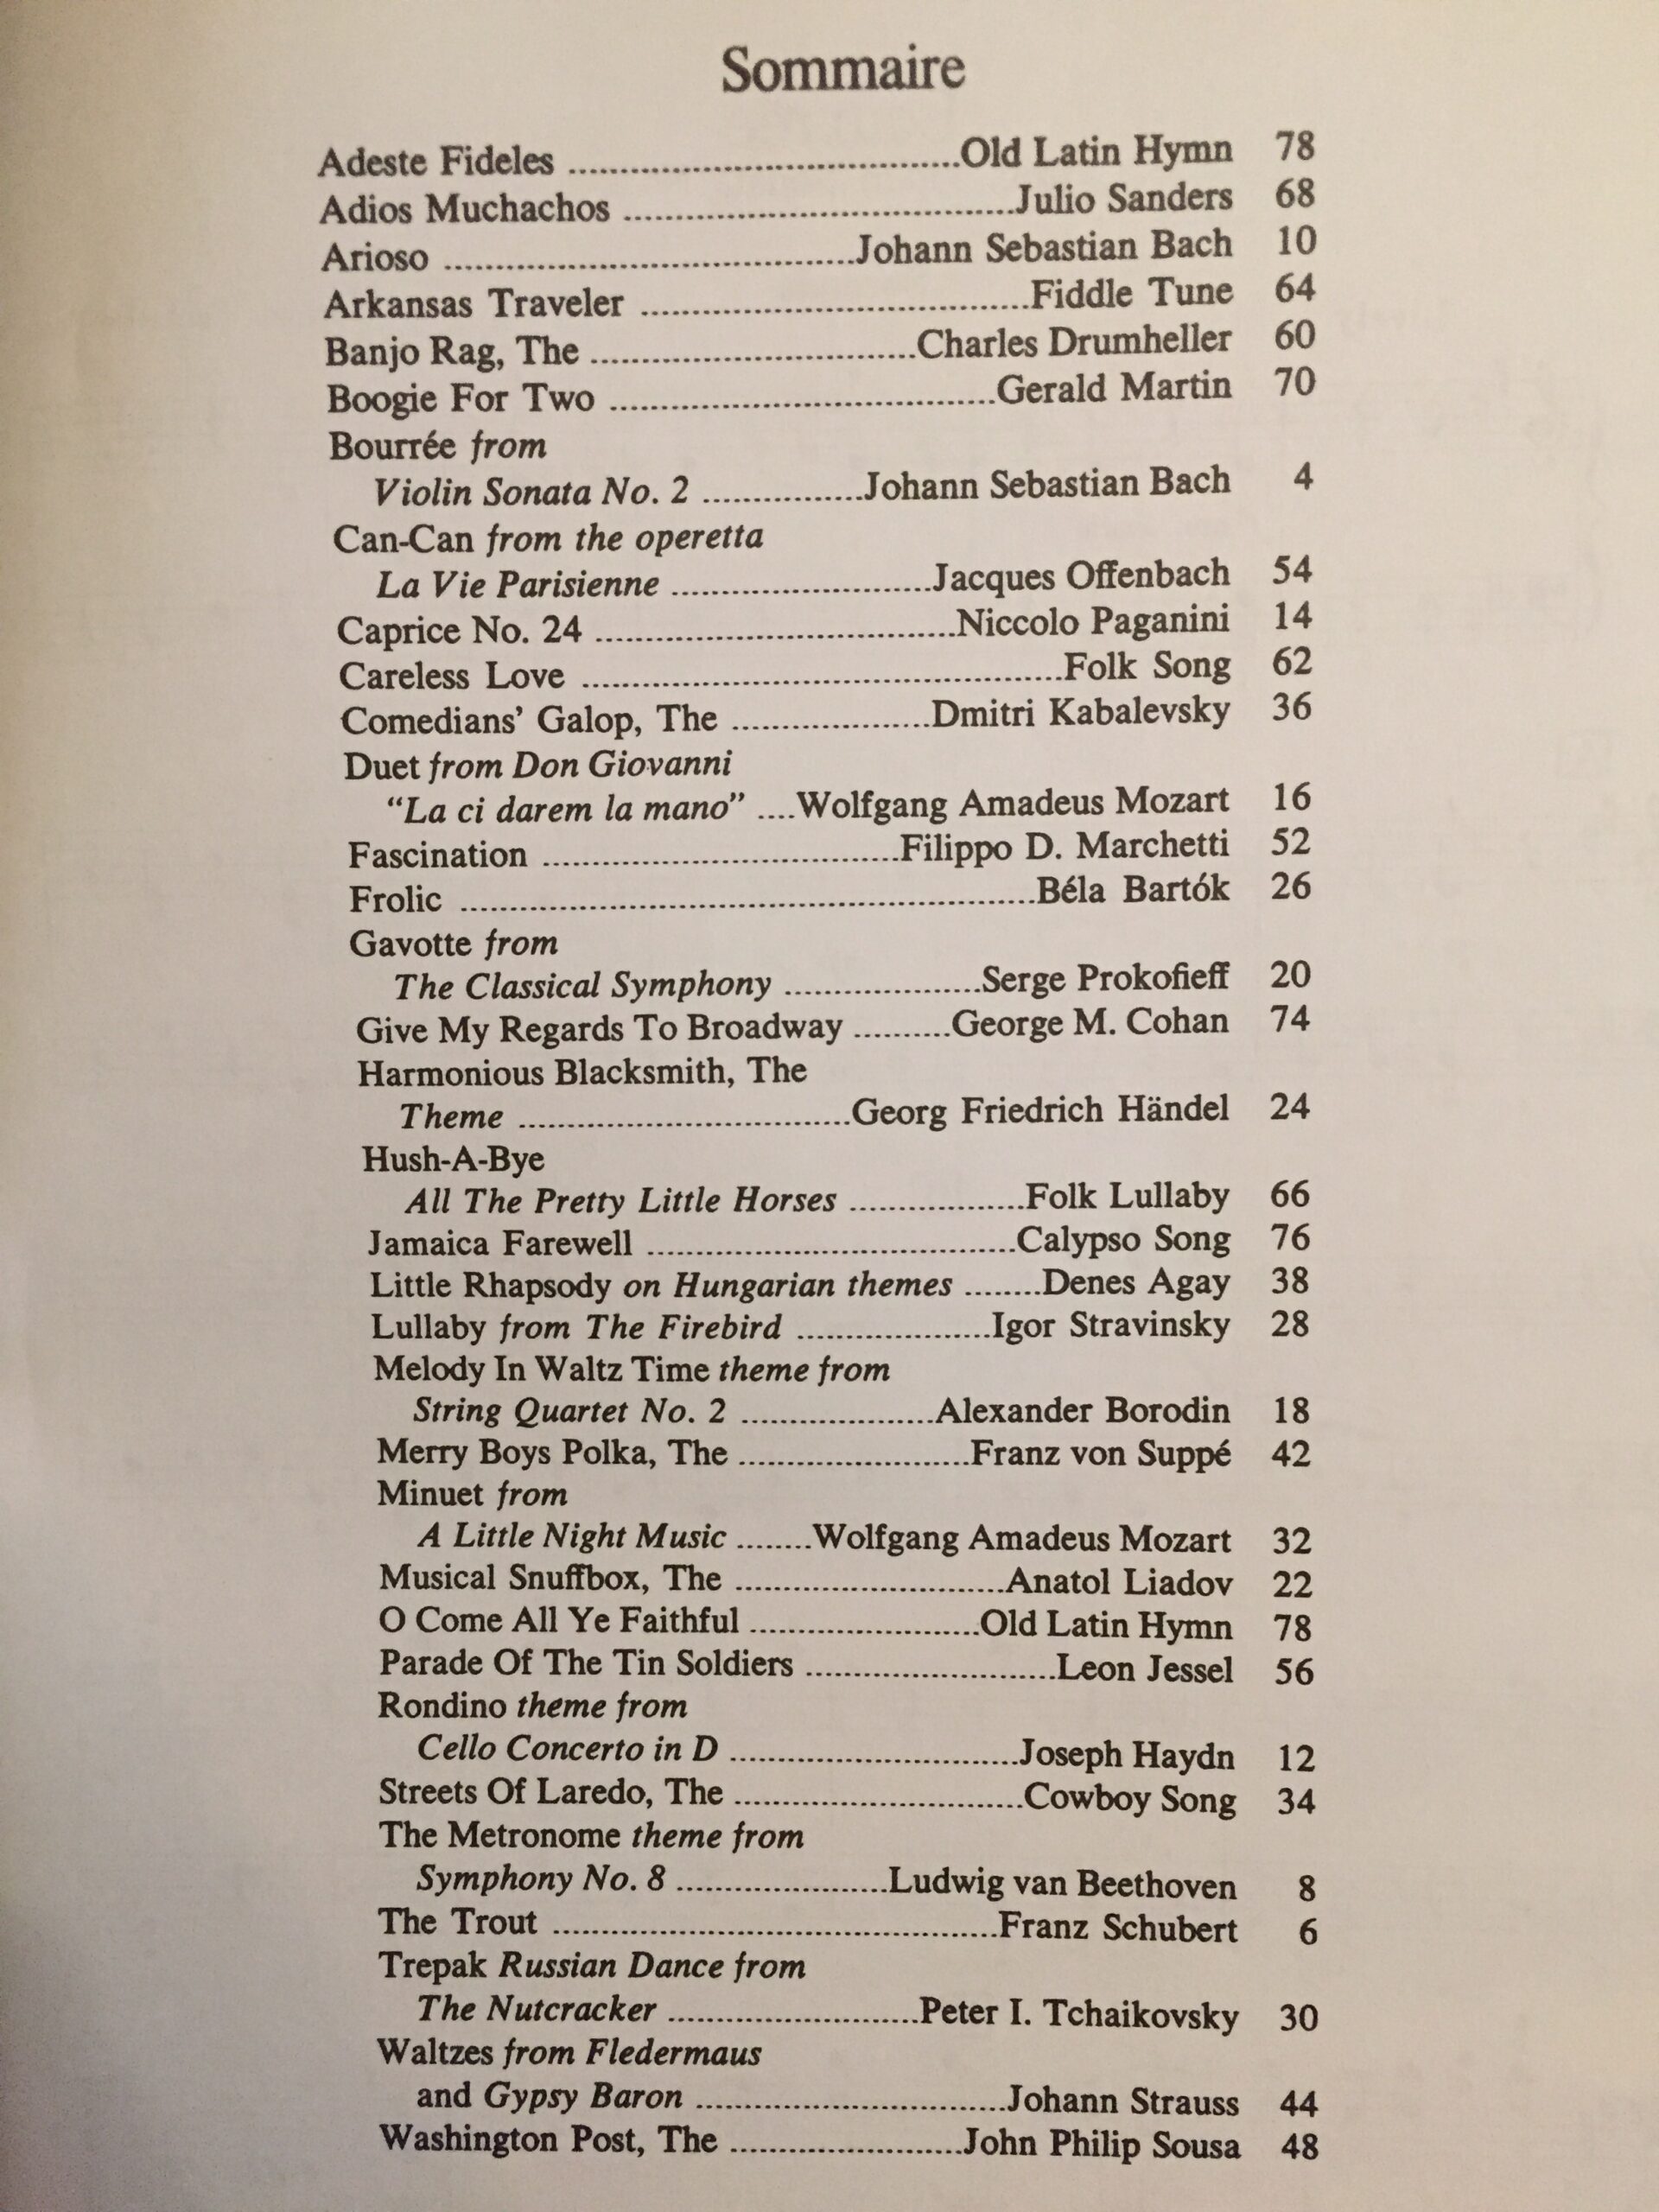 Sommaire
Adeste Fideles ........................................Old Latin Hymn 78
Adios Muchachos ........................................Julio Sanders 68
Arioso ........................................Johann Sebastian Bach 10
Arkansas Traveler ........................................Fiddle Tune 64
Banjo Rag, The ................................Charles Drumheller 60
Boogie For Two ........................................Gerald Martin 70
Bourrée from
Violin Sonata No. 2 ................Johann Sebastian Bach 4
Can-Can from the operetta
La Vie Parisienne ..........................Jacques Offenbach 54
Caprice No. 24 ....................................Niccolo Paganini 14
Careless Love ................................................Folk Song 62
Comedians’ Galop, The ....................Dmitri Kabalevsky 36
Duet from Don Giovanni
“La ci darem la mano” ....Wolfgang Amadeus Mozart 16
Fascination ....................................Filippo D. Marchetti 52
Frolic ..........................................................Béla Bartók 26
Gavotte from
The Classical Symphony ....................Serge Prokofieff 20
Give My Regards To Broadway ..........George M. Cohan 74
Harmonious Blacksmith, The
Theme ..................................Georg Friedrich Händel 24
Hush-A-Bye
All The Pretty Little Horses ..................Folk Lullaby 66
Jamaica Farewell ......................................Calypso Song 76
Little Rhapsody on Hungarian themes ........Denes Agay 38
Lullaby from The Firebird ....................Igor Stravinsky 28
Melody In Waltz Time theme from
String Quartet No. 2 ....................Alexander Borodin 18
Merry Boys Polka, The ........................Franz von Suppé 42
Minuet from
A Little Night Music ........Wolfgang Amadeus Mozart 32
Musical Snuffbox, The ............................Anatol Liadov 22
O Come All Ye Faithful ........................Old Latin Hymn 78
Parade Of The Tin Soldiers ..........................Leon Jessel 56
Rondino theme from
Cello Concerto in D ..............................Joseph Haydn 12
Streets Of Laredo, The ..............................Cowboy Song 34
The Metronome theme from
Symphony No. 8 ......................Ludwig van Beethoven 8
The Trout ..............................................Franz Schubert 6
Trepak Russian Dance from
The Nutcracker ..........................Peter I. Tchaikovsky 30
Waltzes from Fledermaus
and Gypsy Baron ................................Johann Strauss 44
Washington Post, The ........................John Philip Sousa 48